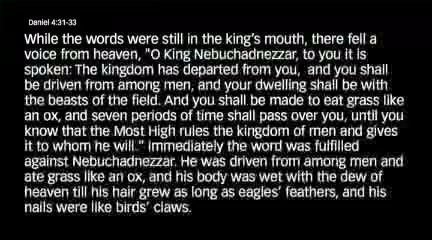 Daniel 4:31-33
While the words were still in the king's mouth, there fell a
voice from heaven, "O King Nebuchadnezzar, to you it is
spoken: The kingdom has departed from you, and you shall
be driven from among men, and your dwelling shall be with
the beasts of the field. And you shall be made to eat grass like
an ox, and seven periods of time shall pass over you, until you
know that the Most High rules the kingdom of men and gives
it to whom he will." Immediately the word was fulfilled
against Nebuchadnezzar. He was driven from among men and
ate grass like an ox, and his body was wet with the dew of
heaven till his hair grew as long as eagles' feathers, and his
nails were like birds' claws.